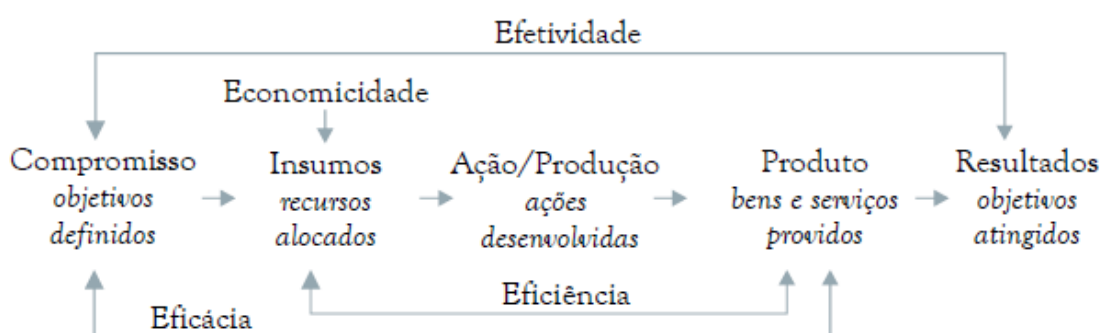 Efetividade
Economicidade
Compromisso
objetivos
definidos
Insumos
recursos
alocados
Ação/Produção
ações
desenvolvidas
Produto
bens e serviços
providos
Resultados
objetivos
atingidos
Eficiência
Eficácia